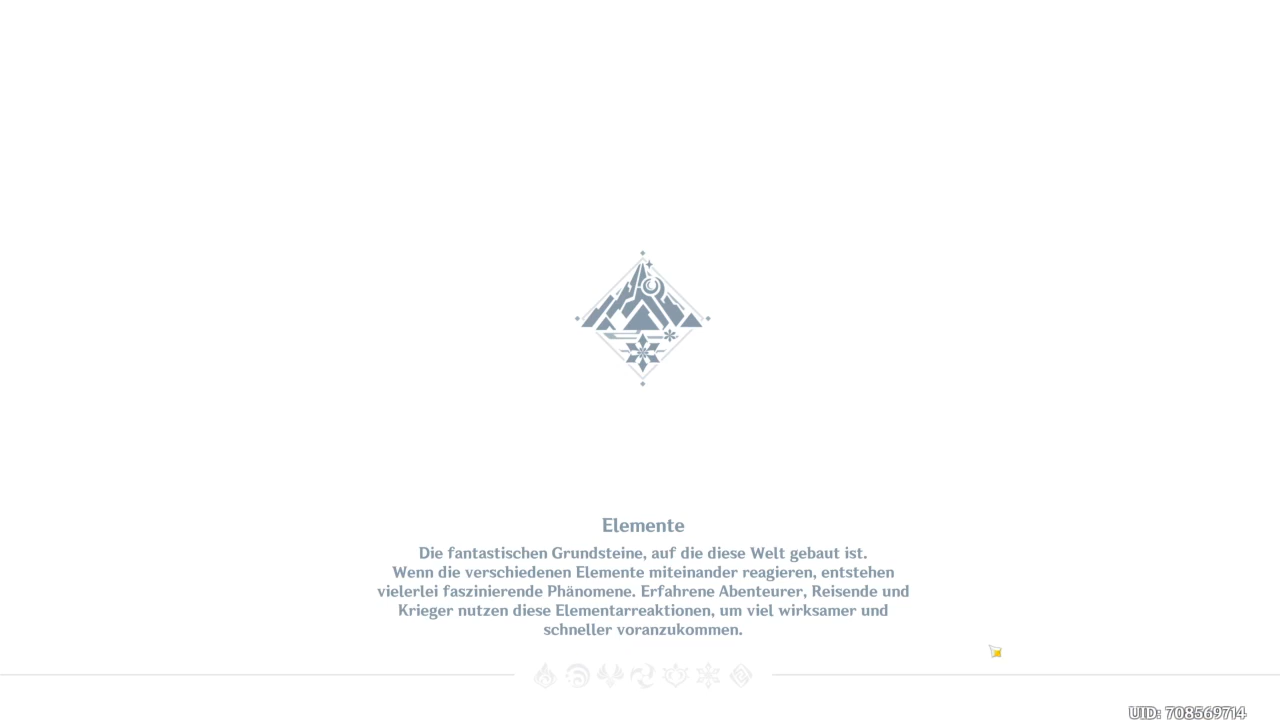 Elemente
Die fantastischen Grundsteine, auf die diese Welt gebaut ist.
Wenn die verschiedenen Elemente miteinander reagieren, entstehen
vielerlei faszinierende Phänomene. Erfahrene Abenteurer, Reisende und
Krieger nutzen diese Elementarreaktionen, um viel wirksamer und
schneller voranzukommen.
UID: 708569714